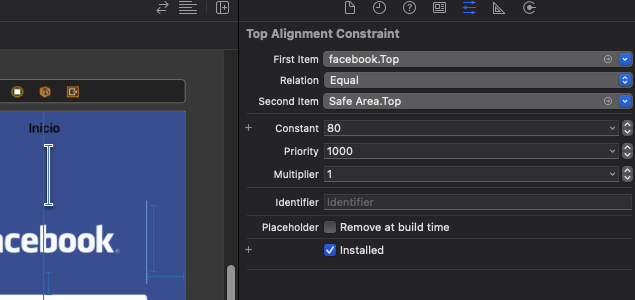 Top Alignment Constraint
First Item facebook.Top
Relation Equal
Second Item Safe Area.Top
Constant 80
Priority 1000
Multiplier 1
Identifier Identifier
Placeholder Remove at build time
Installed
Inicio
acebook